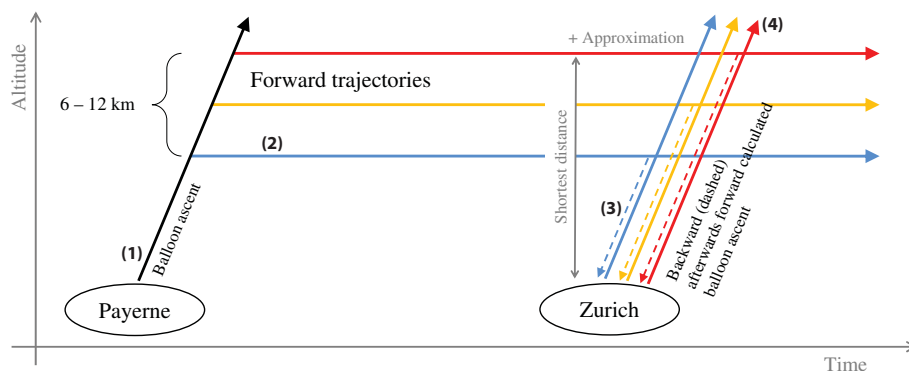 Altitude
6 – 12 km
Forward trajectories
+ Approximation
(4)
(2)
Shortest distance
(3)
(1)
Balloon ascent
Backward (dashed)
afterwards forward calculated
balloon ascent
Payerne
Zurich
Time